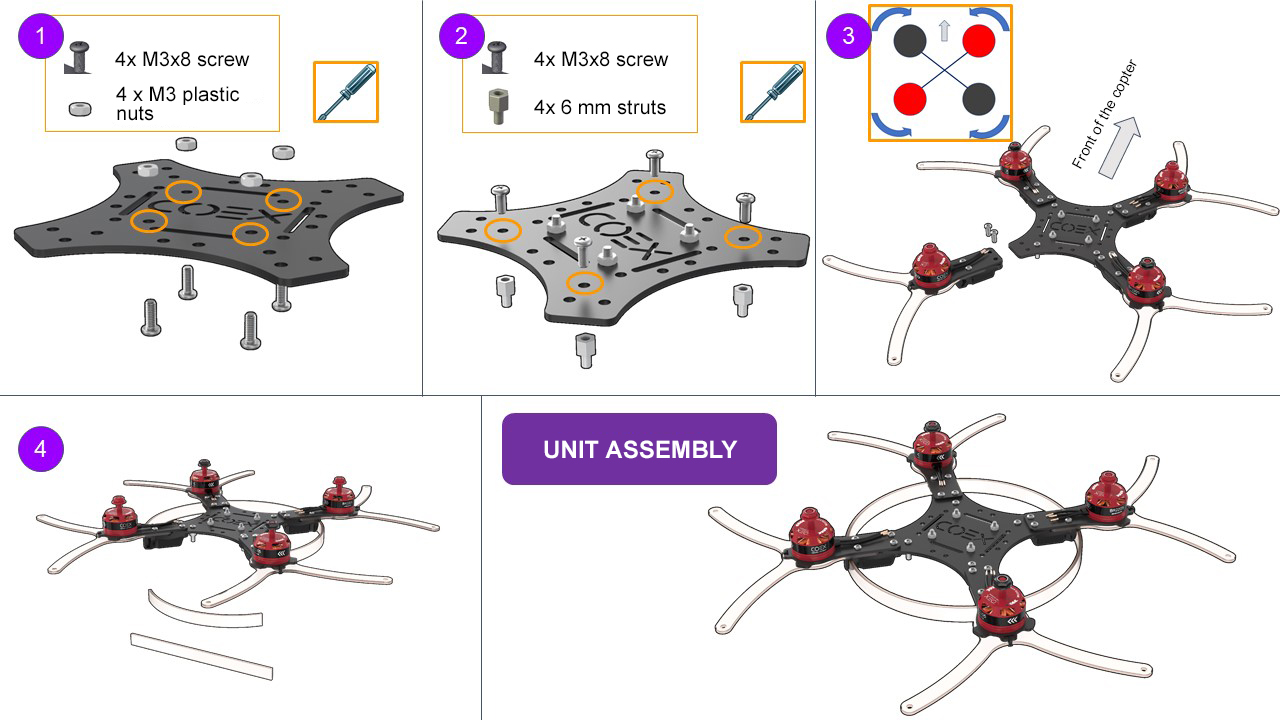 1
4x M3x8 screw
4 x M3 plastic
nuts
COEX
2
4x M3x8 screw
4x 6 mm struts
COEX
3
Front of the copter
COEX
4
UNIT ASSEMBLY
COEX